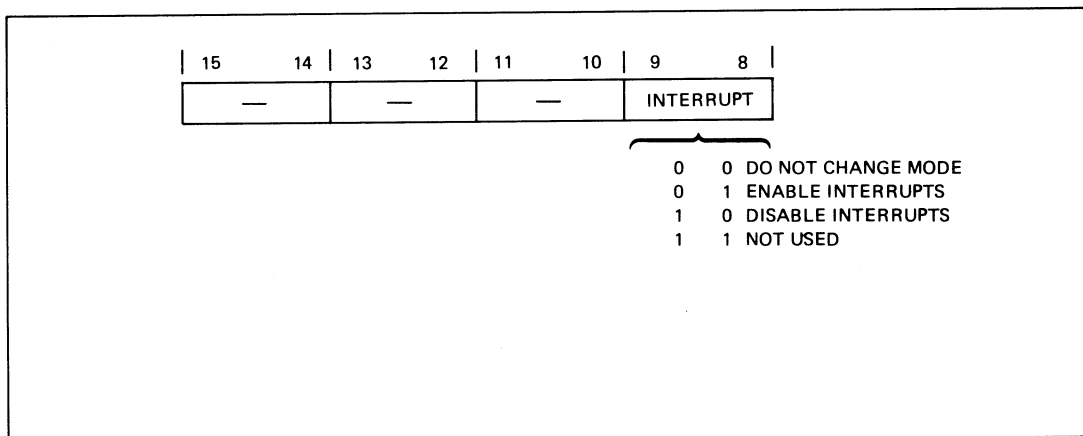 15 14 13 12 11 10 9 8
— — — INTERRUPT
0 0 DO NOT CHANGE MODE
0 1 ENABLE INTERRUPTS
1 0 DISABLE INTERRUPTS
1 1 NOT USED